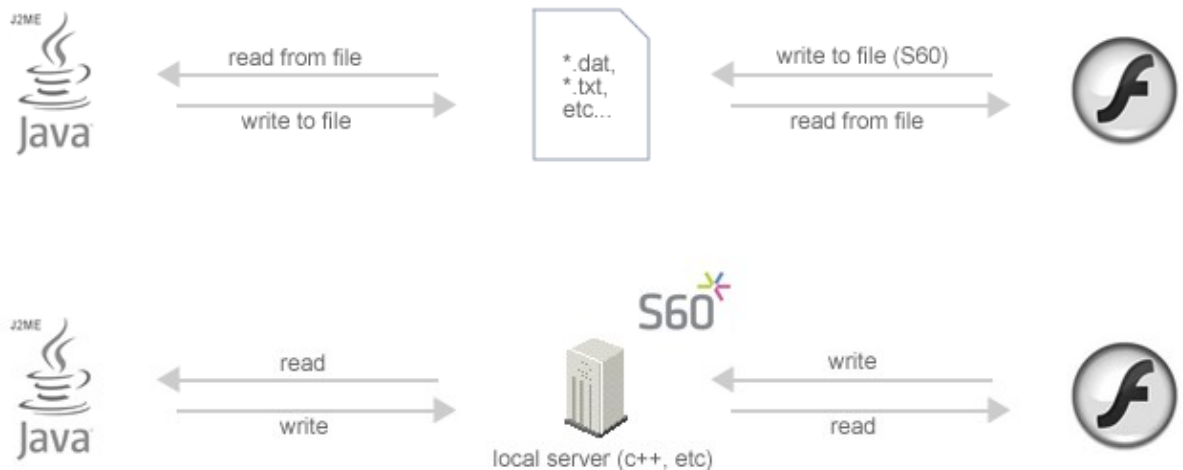 J2ME
Java
read from file
write to file
*.dat,
*.txt,
etc...
write to file (S60)
read from file
J2ME
Java
read
write
S60
local server (c++, etc)
write
read